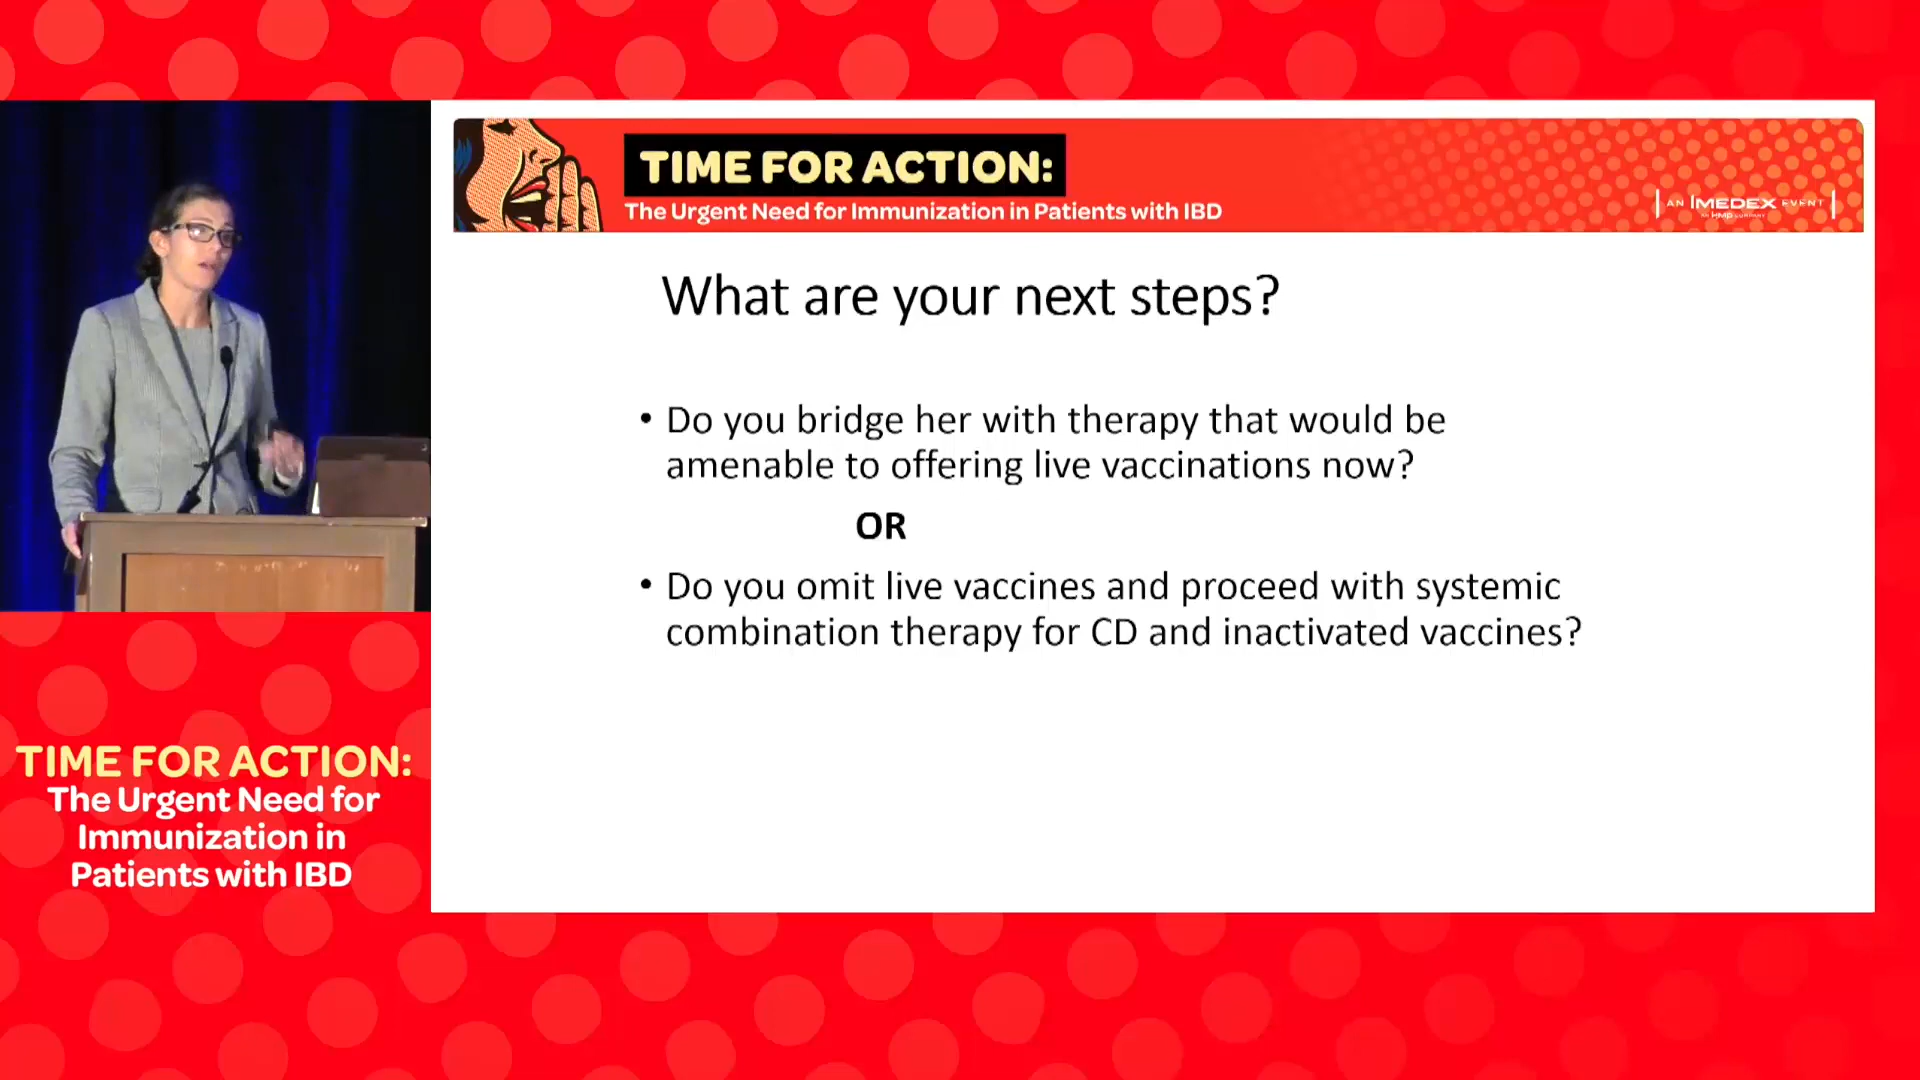 TIME FOR ACTION:
The Urgent Need for Immunization in Patients with IBD
AN IMEDEX EVENT
AN HMP COMPANY
What are your next steps?
• Do you bridge her with therapy that would be
amenable to offering live vaccinations now?
OR
• Do you omit live vaccines and proceed with systemic
combination therapy for CD and inactivated vaccines?
TIME FOR ACTION:
The Urgent Need for
Immunization in
Patients with IBD